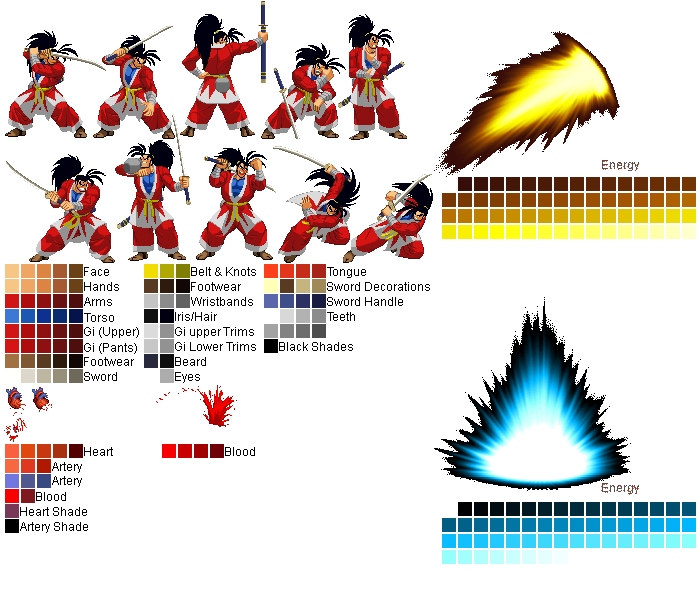 Energy
Face
Hands
Arms
Torso
Gi (Upper)
Gi (Pants)
Footwear
Sword
Belt & Knots
Footwear
Wristbands
Iris/Hair
Gi upper Trims
Gi Lower Trims
Beard
Eyes
Tongue
Sword Decorations
Sword Handle
Teeth
Black Shades
Heart
Artery
Artery
Blood
Heart Shade
Artery Shade
Blood
Energy